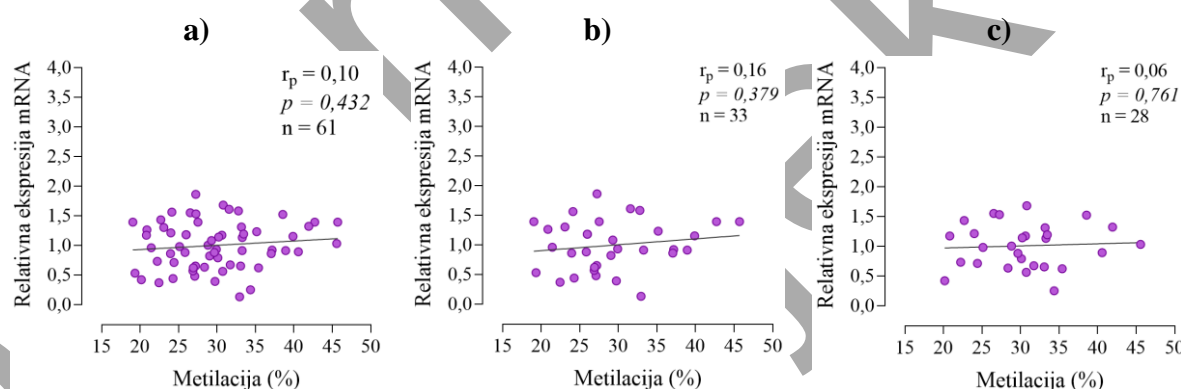 a)
4,0
3,5
3,0
2,5
2,0
1,5
1,0
0,5
0,0
Relativna ekspresija mRNA
r_p = 0,10
p = 0,432
n = 61
15 20 25 30 35 40 45 50
Metilacija (%)
b)
4,0
3,5
3,0
2,5
2,0
1,5
1,0
0,5
0,0
Relativna ekspresija mRNA
r_p = 0,16
p = 0,379
n = 33
15 20 25 30 35 40 45 50
Metilacija (%)
c)
4,0
3,5
3,0
2,5
2,0
1,5
1,0
0,5
0,0
Relativna ekspresija mRNA
r_p = 0,06
p = 0,761
n = 28
15 20 25 30 35 40 45 50
Metilacija (%)